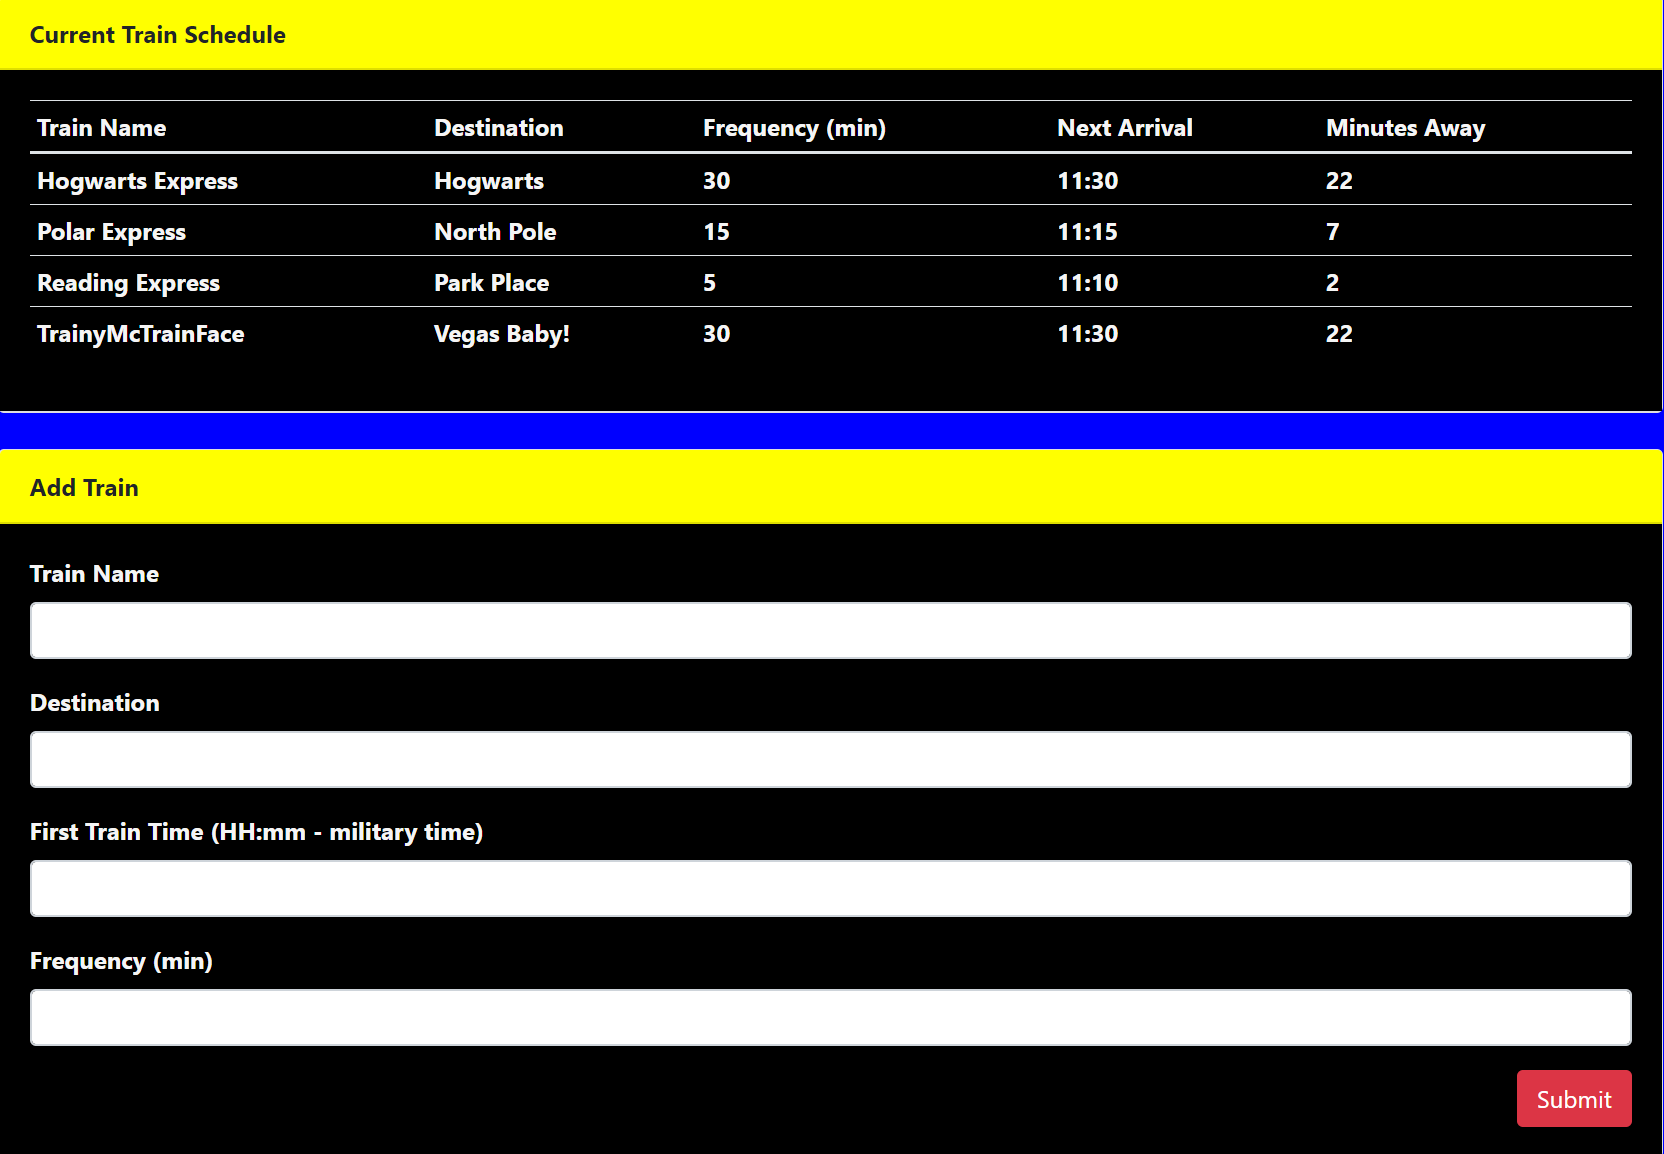 Current Train Schedule
Train Name Destination Frequency (min) Next Arrival Minutes Away
Hogwarts Express Hogwarts 30 11:30 22
Polar Express North Pole 15 11:15 7
Reading Express Park Place 5 11:10 2
TrainyMcTrainFace Vegas Baby! 30 11:30 22
Add Train
Train Name
Destination
First Train Time (HH:mm - military time)
Frequency (min)
Submit